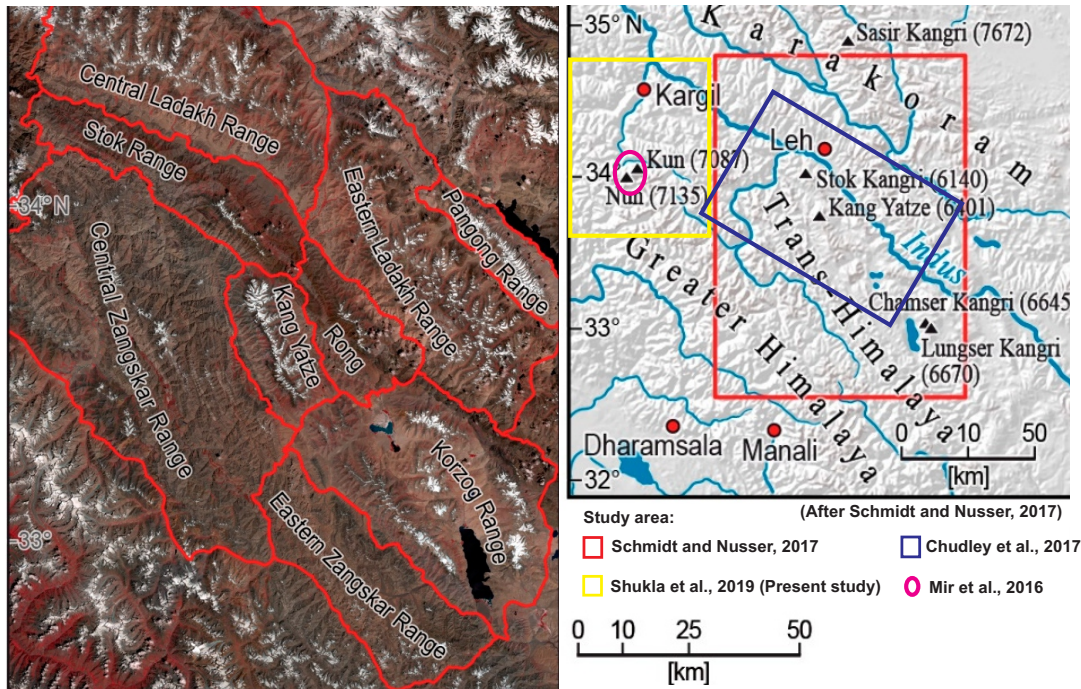 Central Ladakh Range
Stok Range
34° N
Eastern Ladakh Range
Pangong Range
Central Zangskar Range
Kang Yatze
Rong
Korzog Range
33°
Eastern Zangskar Range
35° N
Karakoram
Sasir Kangri (7672)
Kargil
Leh
34°
Kun (7087)
Nun (7135)
Stok Kangri (6140)
Kang Yatze (6401)
Trans-Himalaya
Indus
Greater Himalaya
Chamser Kangri (6645)
33°
Lungser Kangri
(6670)
Dharamsala
Manali
0 10 50
[km]
32°
(After Schmidt and Nusser, 2017)
Study area:
Schmidt and Nusser, 2017
Chudley et al., 2017
Shukla et al., 2019 (Present study)
Mir et al., 2016
0 10 25 50
[km]